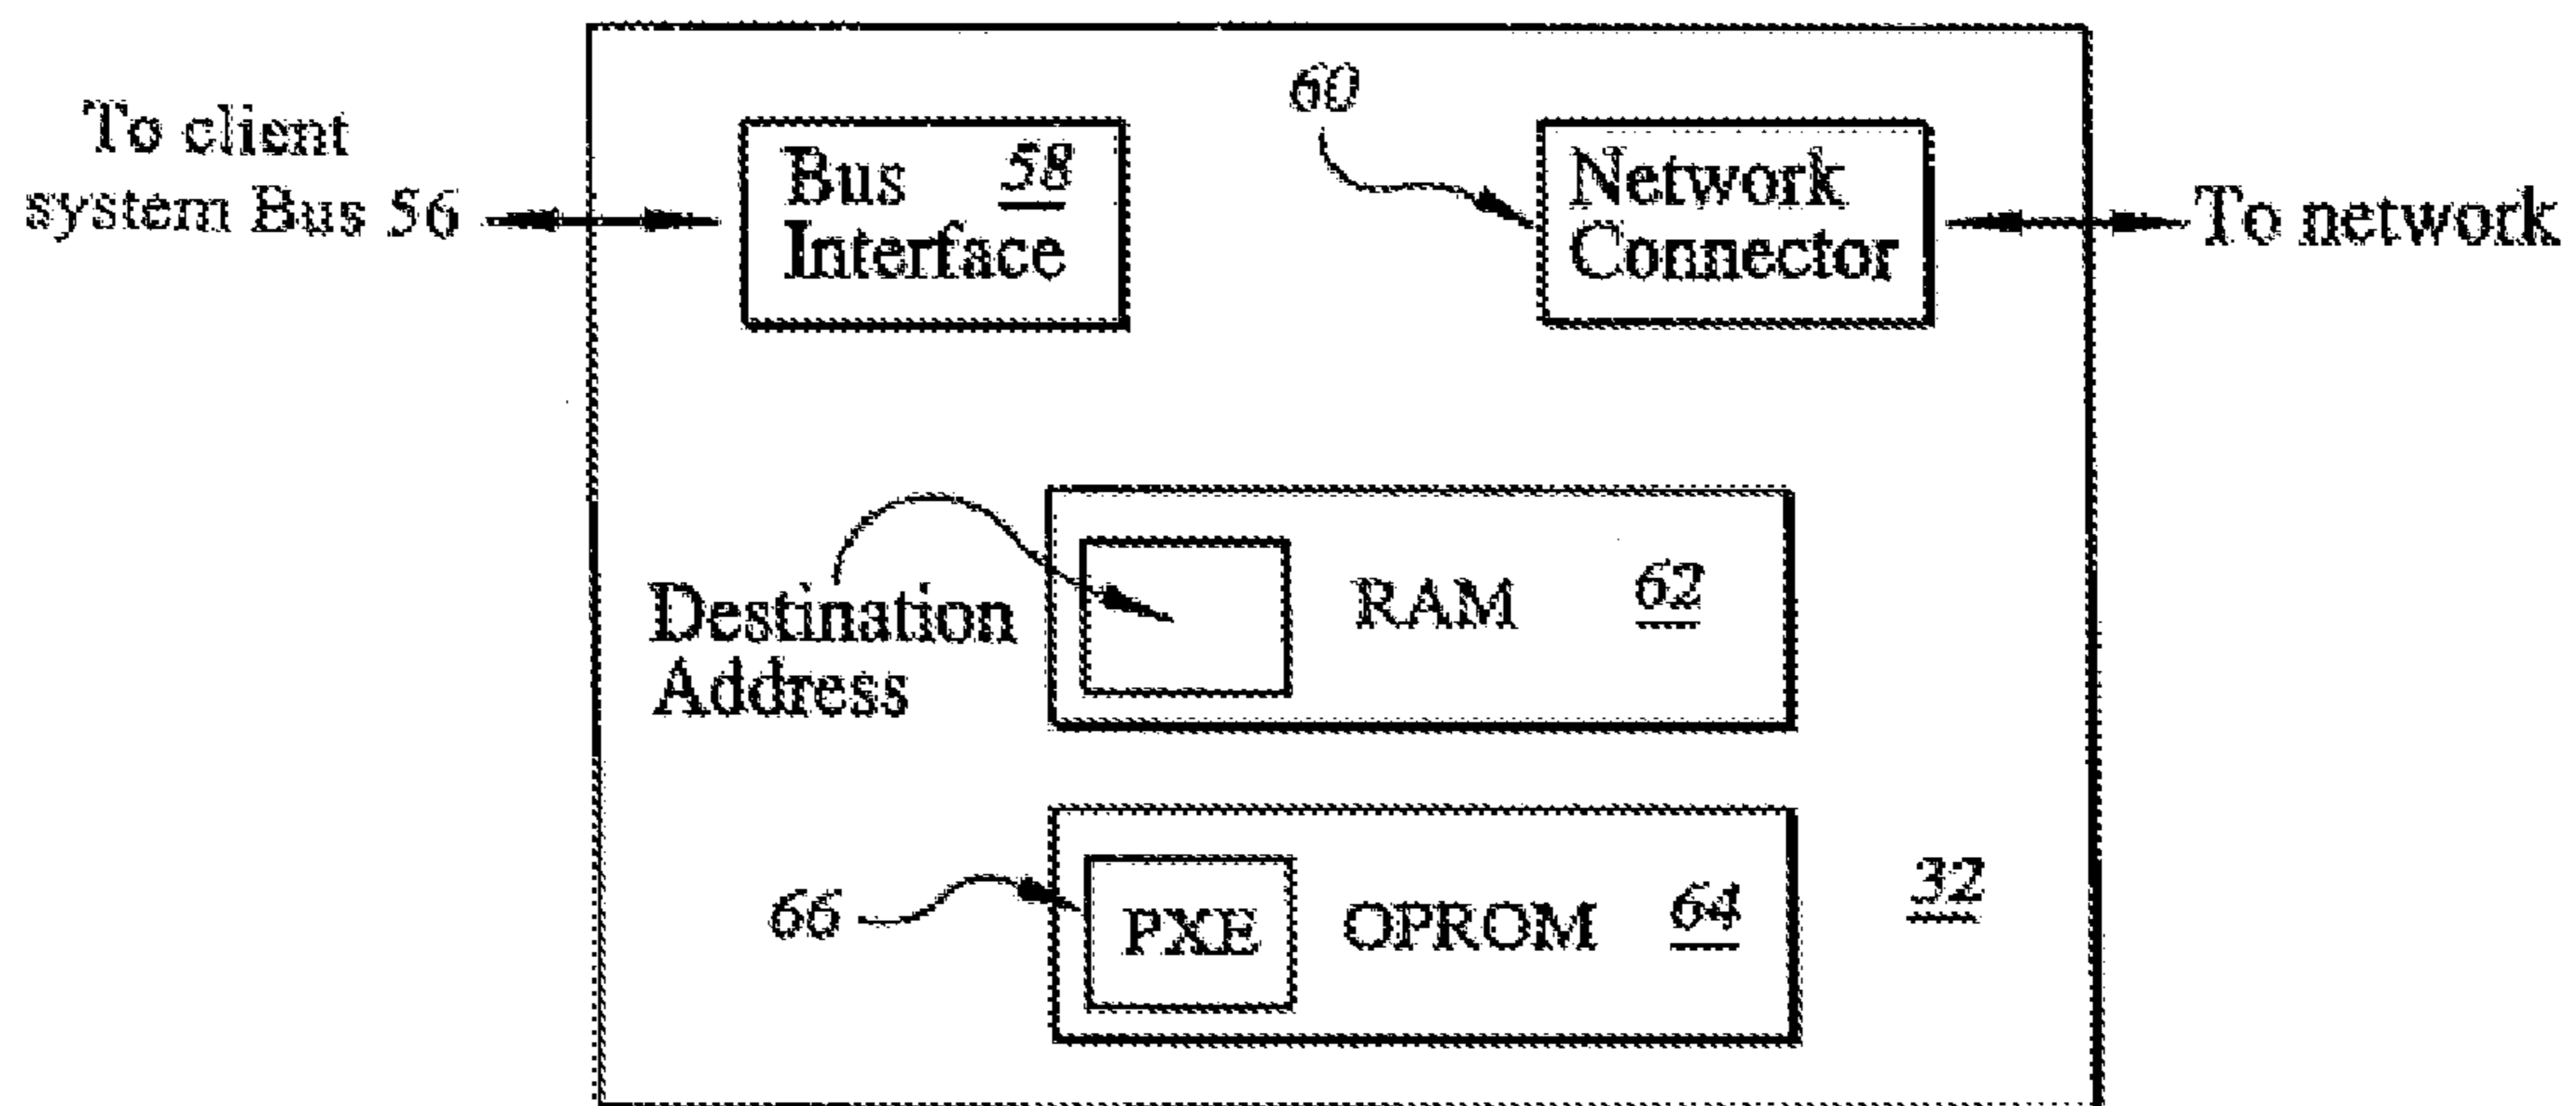 To client
system Bus 56
Bus 58
Interface
60
Network
Connector
To network
Destination
Address
RAM 62
66
PXE OPROM 64
32